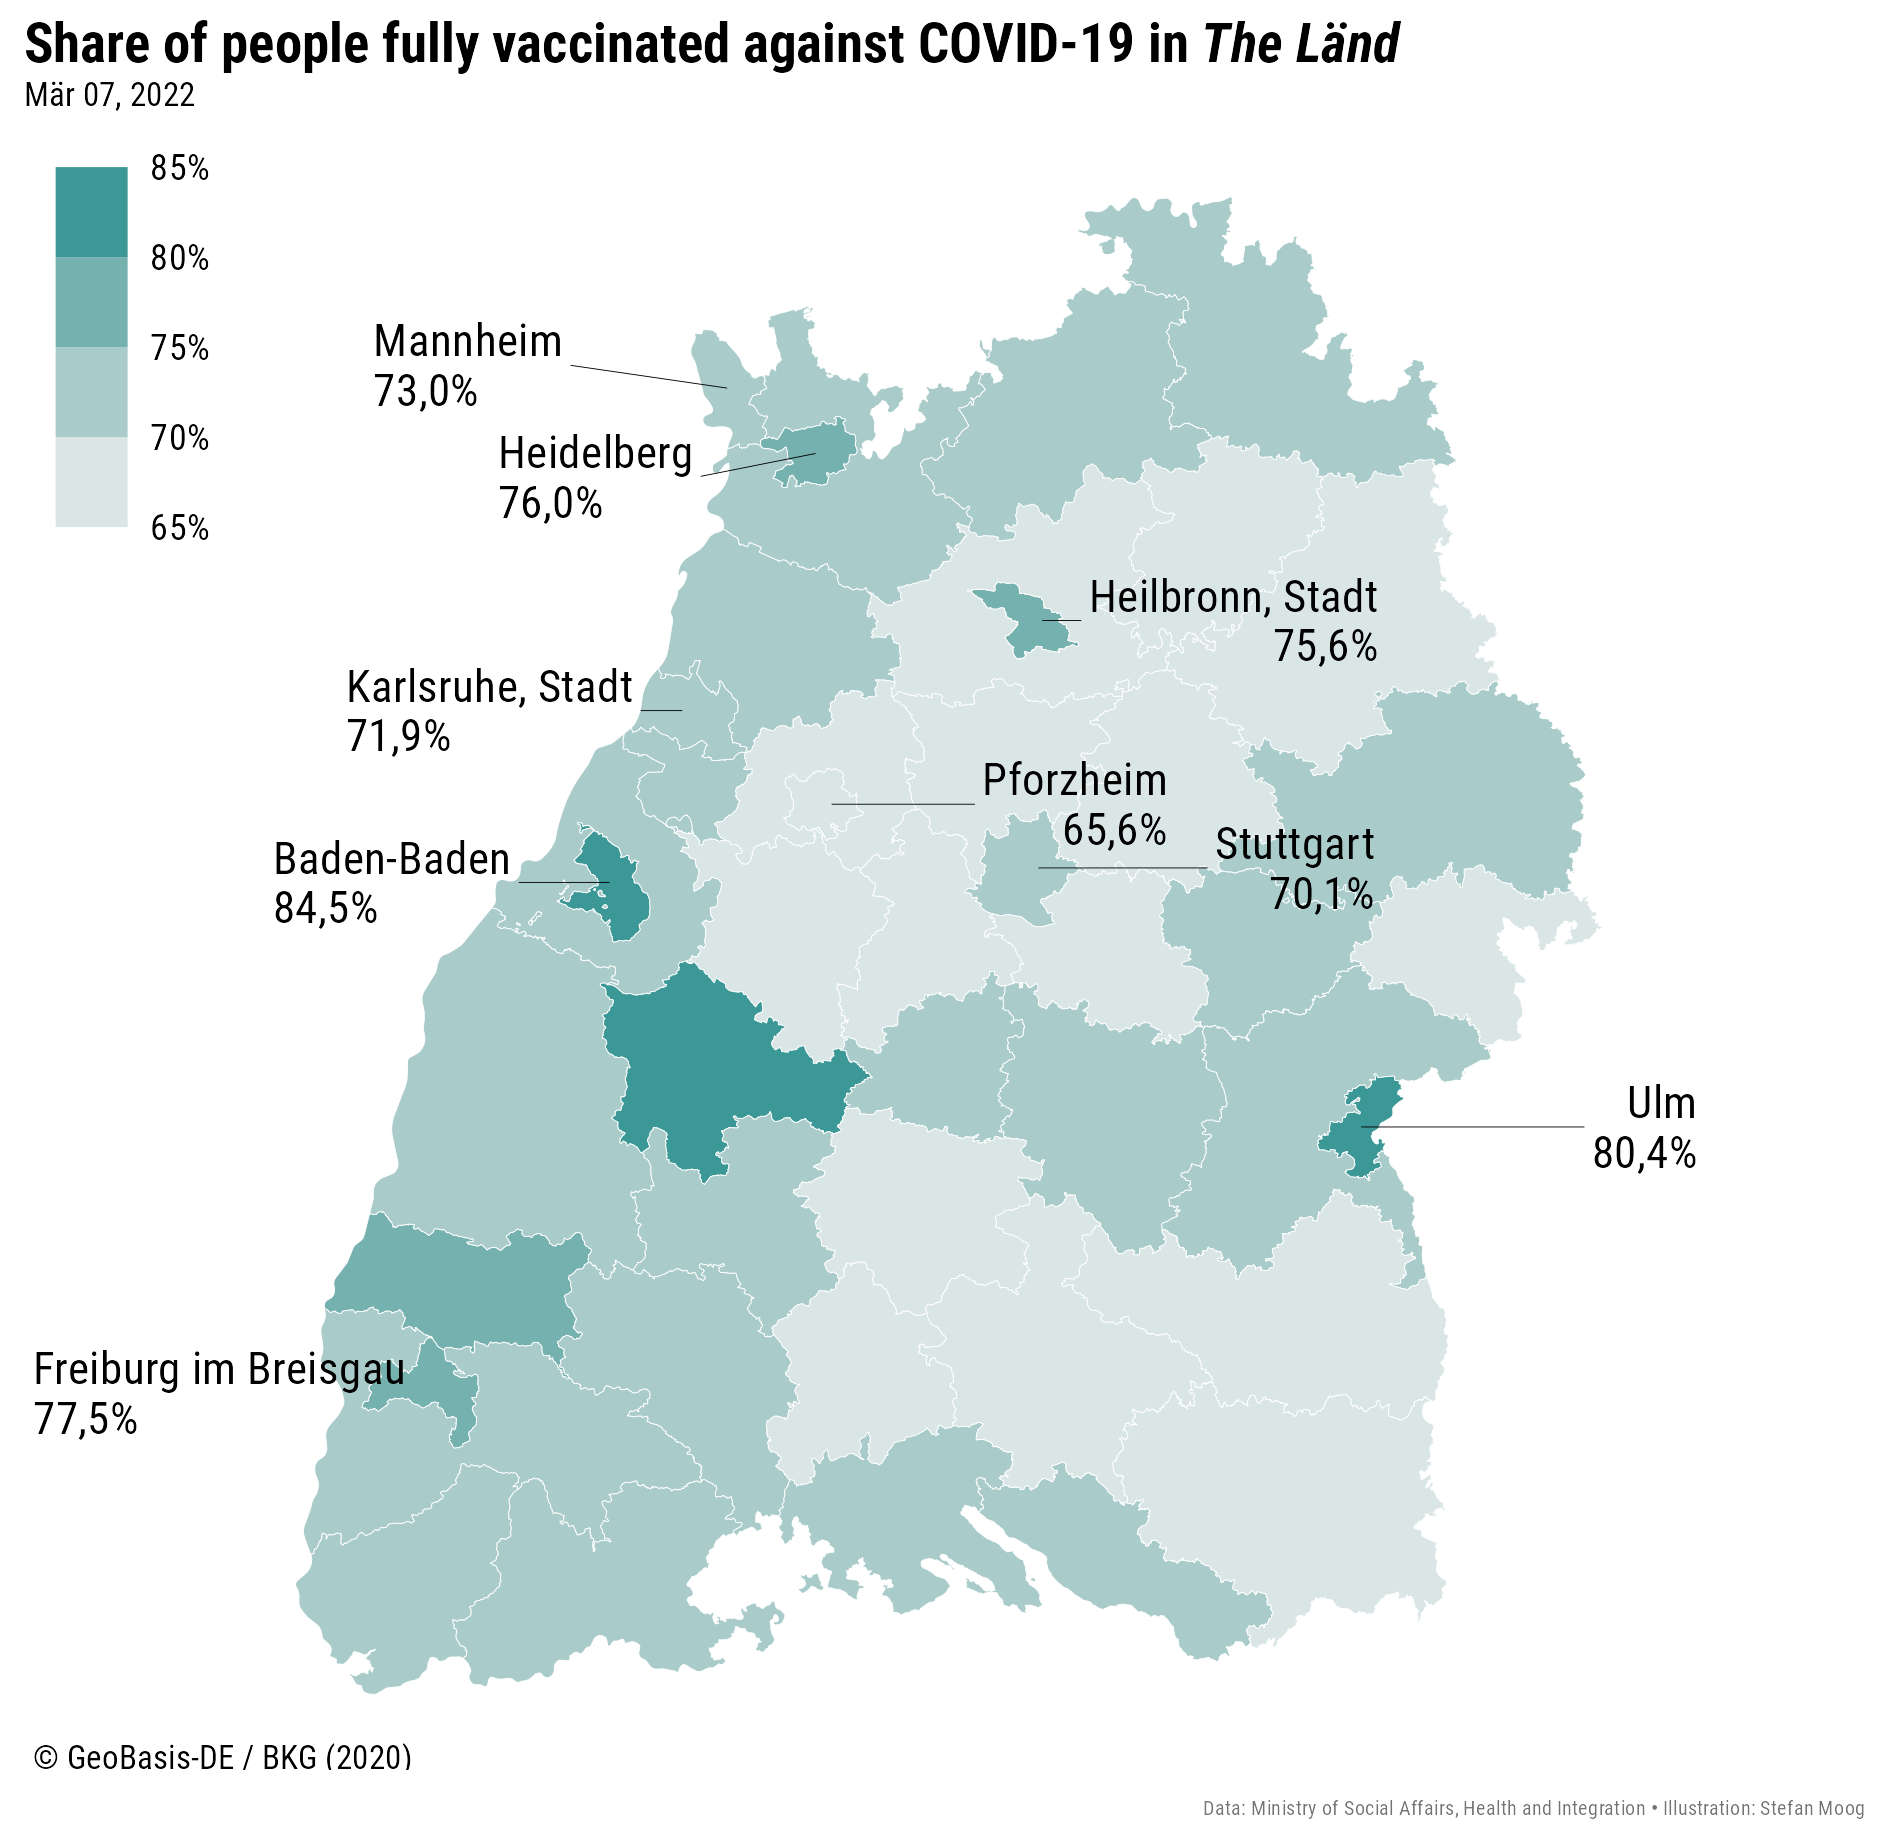 Share of people fully vaccinated against COVID-19 in The Länd
Mär 07, 2022
85%
80%
75%
70%
65%
Mannheim
73,0%
Heidelberg
76,0%
Heilbronn, Stadt
75,6%
Karlsruhe, Stadt
71,9%
Pforzheim
65,6%
Stuttgart
70,1%
Baden-Baden
84,5%
Ulm
80,4%
Freiburg im Breisgau
77,5%
© GeoBasis-DE / BKG (2020)
Data: Ministry of Social Affairs, Health and Integration • Illustration: Stefan Moog